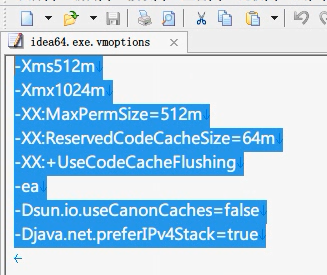 idea64.exe.vmoptions
-Xms512m
-Xmx1024m
-XX:MaxPermSize=512m
-XX:ReservedCodeCacheSize=64m
-XX:+UseCodeCacheFlushing
-ea
-Dsun.io.useCanonCaches=false
-Djava.net.preferIPv4Stack=true